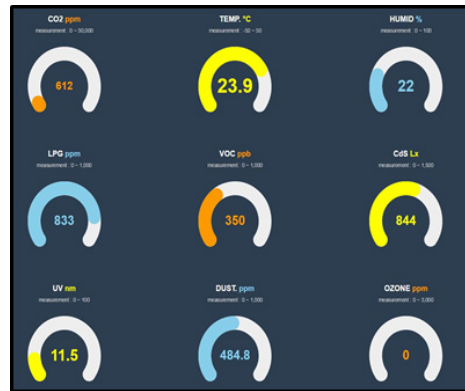 CO2 ppm
measurement : 0 ~ 30,000
612
TEMP. °C
measurement : -50 ~ 50
23.9
HUMID %
measurement : 0 ~ 100
22
LPG ppm
measurement : 0 ~ 1,000
833
VOC ppb
measurement : 0 ~ 1,000
350
CdS Lx
measurement : 0 ~ 1,500
844
UV nm
measurement : 0 ~ 100
11.5
DUST. ppm
measurement : 0 ~ 1,000
484.8
OZONE ppm
measurement : 0 ~ 3,000
0